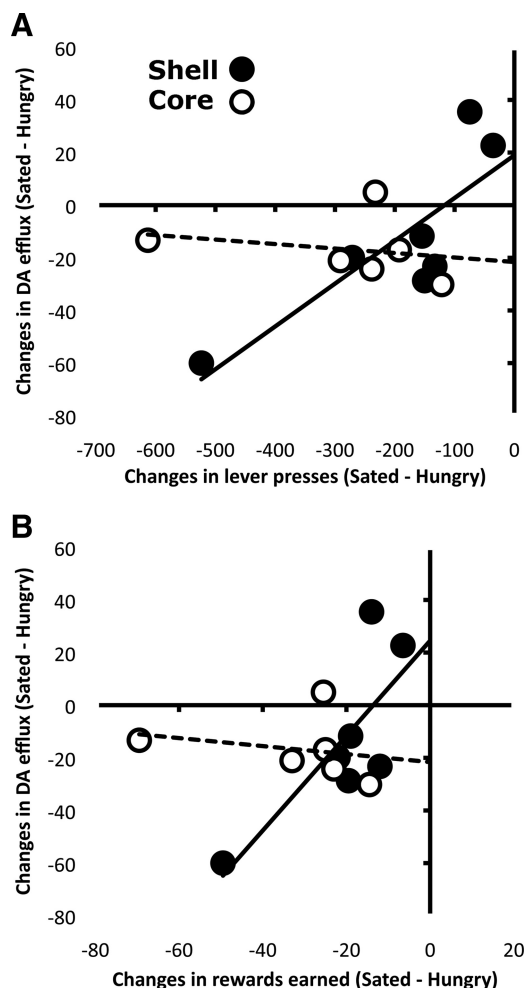 A
60
40
20
0
-20
-40
-60
-80
Shell
Core
Changes in DA efflux (Sated - Hungry)
-700 -600 -500 -400 -300 -200 -100 0
Changes in lever presses (Sated - Hungry)
B
60
40
20
0
-20
-40
-60
-80
Changes in DA efflux (Sated - Hungry)
-80 -60 -40 -20 0 20
Changes in rewards earned (Sated - Hungry)